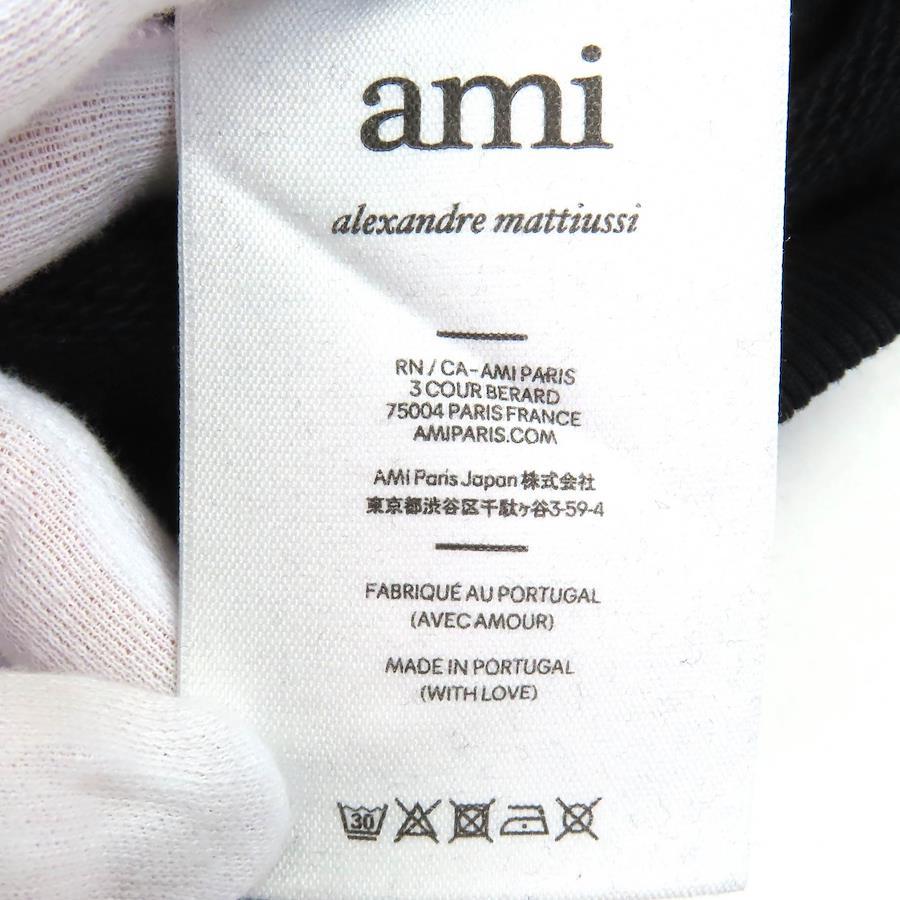 ami
alexandre mattiussi
RN / CA-AMI PARIS
3 COUR BERARD
75004 PARIS FRANCE
AMIPARIS.COM
AMi Paris Japan 株式会社
東京都渋谷区千駄ヶ谷3-59-4
FABRIQUÉ AU PORTUGAL
(AVEC AMOUR)
MADE IN PORTUGAL
(WITH LOVE)
30